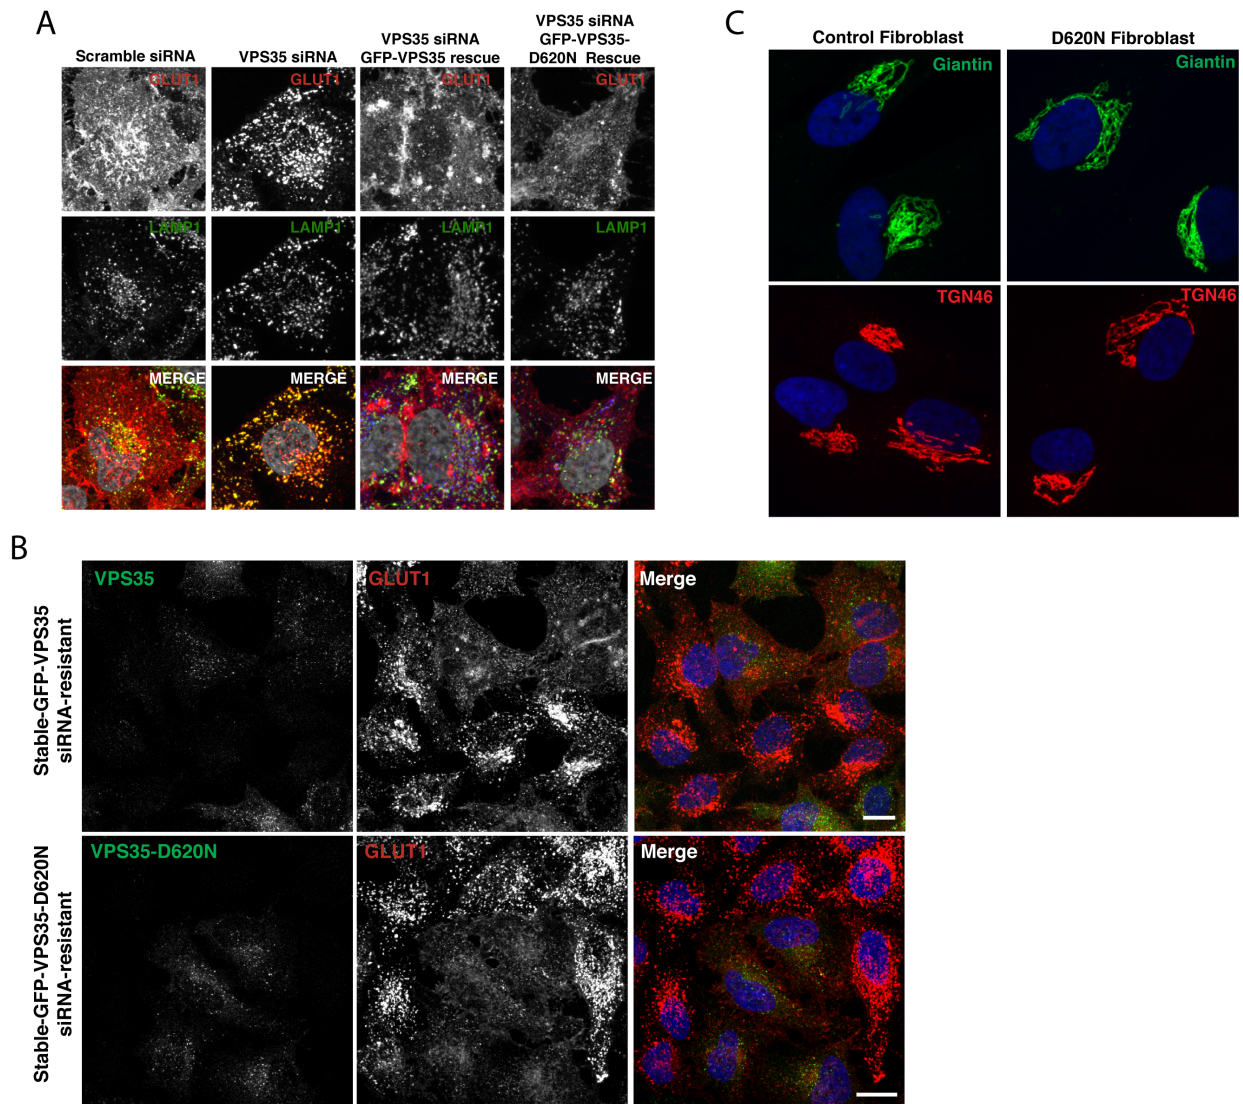 A
Scramble siRNA
VPS35 siRNA
VPS35 siRNA
GFP-VPS35 rescue
VPS35 siRNA
GFP-VPS35-
D620N Rescue
GLUT1
GLUT1
GLUT1
GLUT1
LAMP1
LAMP1
LAMP1
LAMP1
MERGE
MERGE
MERGE
MERGE
C
Control Fibroblast
D620N Fibroblast
Giantin
Giantin
TGN46
TGN46
B
Stable-GFP-VPS35
siRNA-resistant
VPS35
GLUT1
Merge
Stable-GFP-VPS35-D620N
siRNA-resistant
VPS35-D620N
GLUT1
Merge